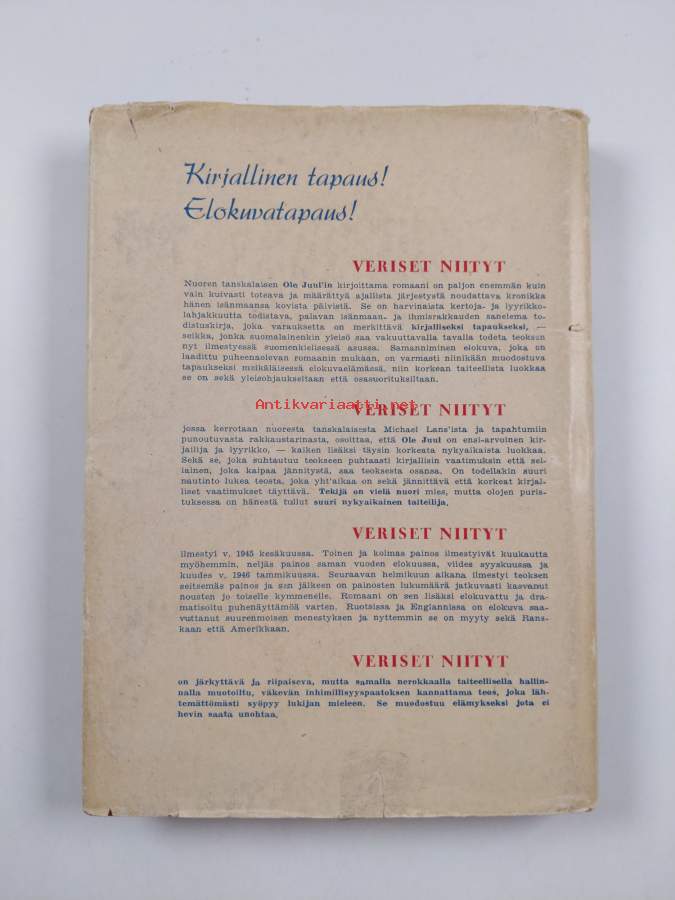 Kirjallinen tapaus!
Elokuvatapaus!
VERISET NIITYT
Nuoren tanskalaisen Ole Juul'in kirjoittama romaani on paljon enemmän kuin
vain kuivasti toteava ja määrättyä ajallista järjestystä noudattava kronikka
hänen isänmaansa kovista päivistä. Se on harvinaista kertoja- ja lyyrikko-
lahjakkuutta todistava, palavan isänmaan- ja ihmisrakkauden sanelema to-
distuskirja, joka varauksetta on merkittävä kirjalliseksi tapaukseksi, —
seikka, jonka suomalainenkin yleisö saa vakuuttavalla tavalla todeta teoksen
nyt ilmestyessä suomenkielisessä asussa. Samanniminen elokuva, joka on
laadittu puheenaolevan romaanin mukaan, on varmasti niinikään muodostuva
tapaukseksi meikäläisessä elokuvaelämässä, niin korkean taiteellista luokkaa
se on sekä yleisohjaukseltaan että osasuorituksiltaan.
Antikvariaatti.net
VERISET NIITYT
jossa kerrotaan nuoresta tanskalaisesta Michael Lans'ista ja tapahtumiin
punoutuvasta rakkaustarinasta, osoittaa, että Ole Juul on ensi-arvoinen kir-
jailija ja lyyrikko, — kaiken lisäksi täysin korkeata nykyaikaista luokkaa.
Sekä se, joka suhtautuu teokseen puhtaasti kirjallisin vaatimuksin että sel-
lainen, joka kaipaa jännitystä, saa teoksesta osansa. On todellakin suuri
nautinto lukea teosta, joka yht'aikaa on sekä jännittävä että korkeat kirjal-
liset vaatimukset täyttävä. Tekijä on vielä nuori mies, mutta olojen puris-
tuksessa on hänestä tullut suuri nykyaikainen taiteilija.
VERISET NIITYT
ilmestyi v. 1945 kesäkuussa. Toinen ja kolmas painos ilmestyivät kuukautta
myöhemmin, neljäs painos saman vuoden elokuussa, viides syyskuussa ja
kuudes v. 1946 tammikuussa. Seuraavan helmikuun aikana ilmestyi teoksen
seitsemäs painos ja sen jälkeen on painosten lukumäärä jatkuvasti kasvanut
nousten jo toiselle kymmenelle. Romaani on sen lisäksi elokuvattu ja dra-
matisoitu puhenäyttämöä varten. Ruotsissa ja Englannissa on elokuva saa-
vuttanut suurenmoisen menestyksen ja nyttemmin se on myyty sekä Rans-
kaan että Amerikkaan.
VERISET NIITYT
on järkyttävä ja riipaiseva, mutta samalla nerokkaalla taiteellisella hallin-
nalla muotoiltu, väkevän inhimillisyyspaatoksen kannattama teos, joka läh-
temättömästi syöpyy lukijan mieleen. Se muodostuu elämykseksi jota ei
hevin saata unohtaa.